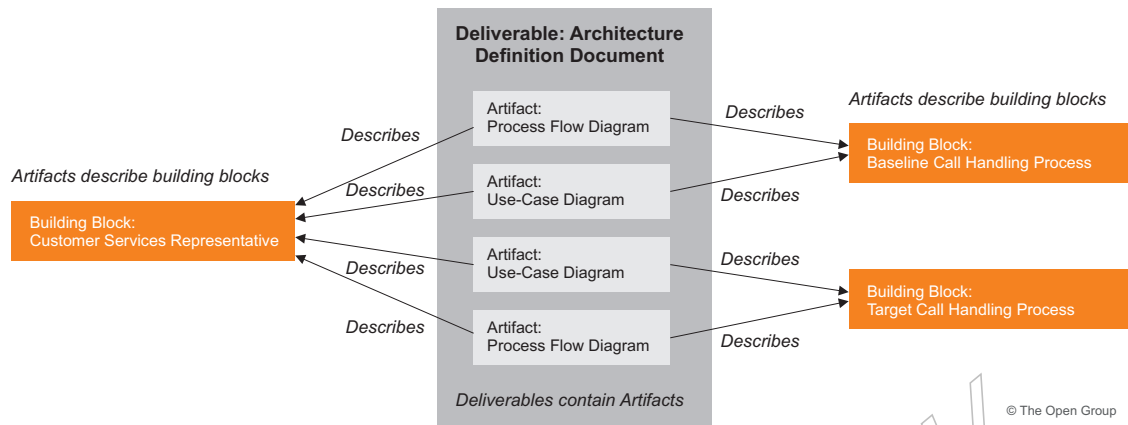 Deliverable: Architecture
Definition Document
Artifacts describe building blocks
Building Block:
Customer Services Representative
Describes
Describes
Describes
Describes
Artifact:
Process Flow Diagram
Artifact:
Use-Case Diagram
Artifact:
Use-Case Diagram
Artifact:
Process Flow Diagram
Deliverables contain Artifacts
Describes
Describes
Describes
Describes
Artifacts describe building blocks
Building Block:
Baseline Call Handling Process
Building Block:
Target Call Handling Process
© The Open Group